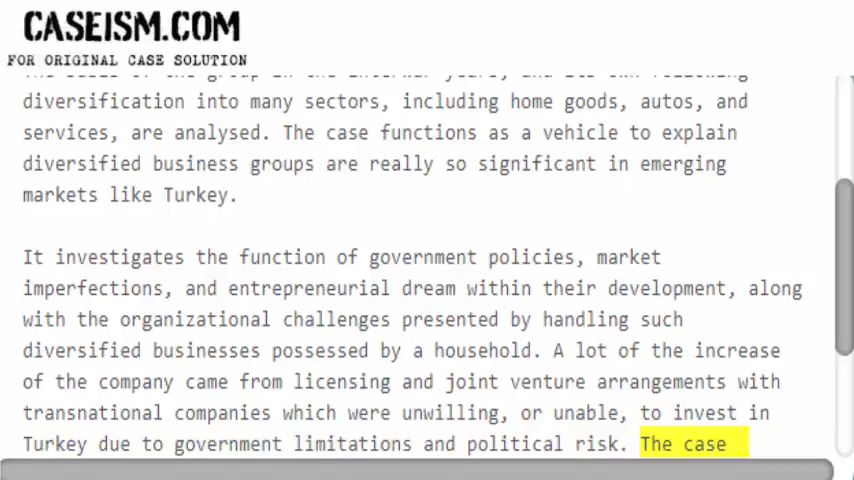 CASEISM.COM
FOR ORIGINAL CASE SOLUTION
diversification into many sectors, including home goods, autos, and
services, are analysed. The case functions as a vehicle to explain
diversified business groups are really so significant in emerging
markets like Turkey.
It investigates the function of government policies, market
imperfections, and entrepreneurial dream within their development, along
with the organizational challenges presented by handling such
diversified businesses possessed by a household. A lot of the increase
of the company came from licensing and joint venture arrangements with
transnational companies which were unwilling, or unable, to invest in
Turkey due to government limitations and political risk. The case